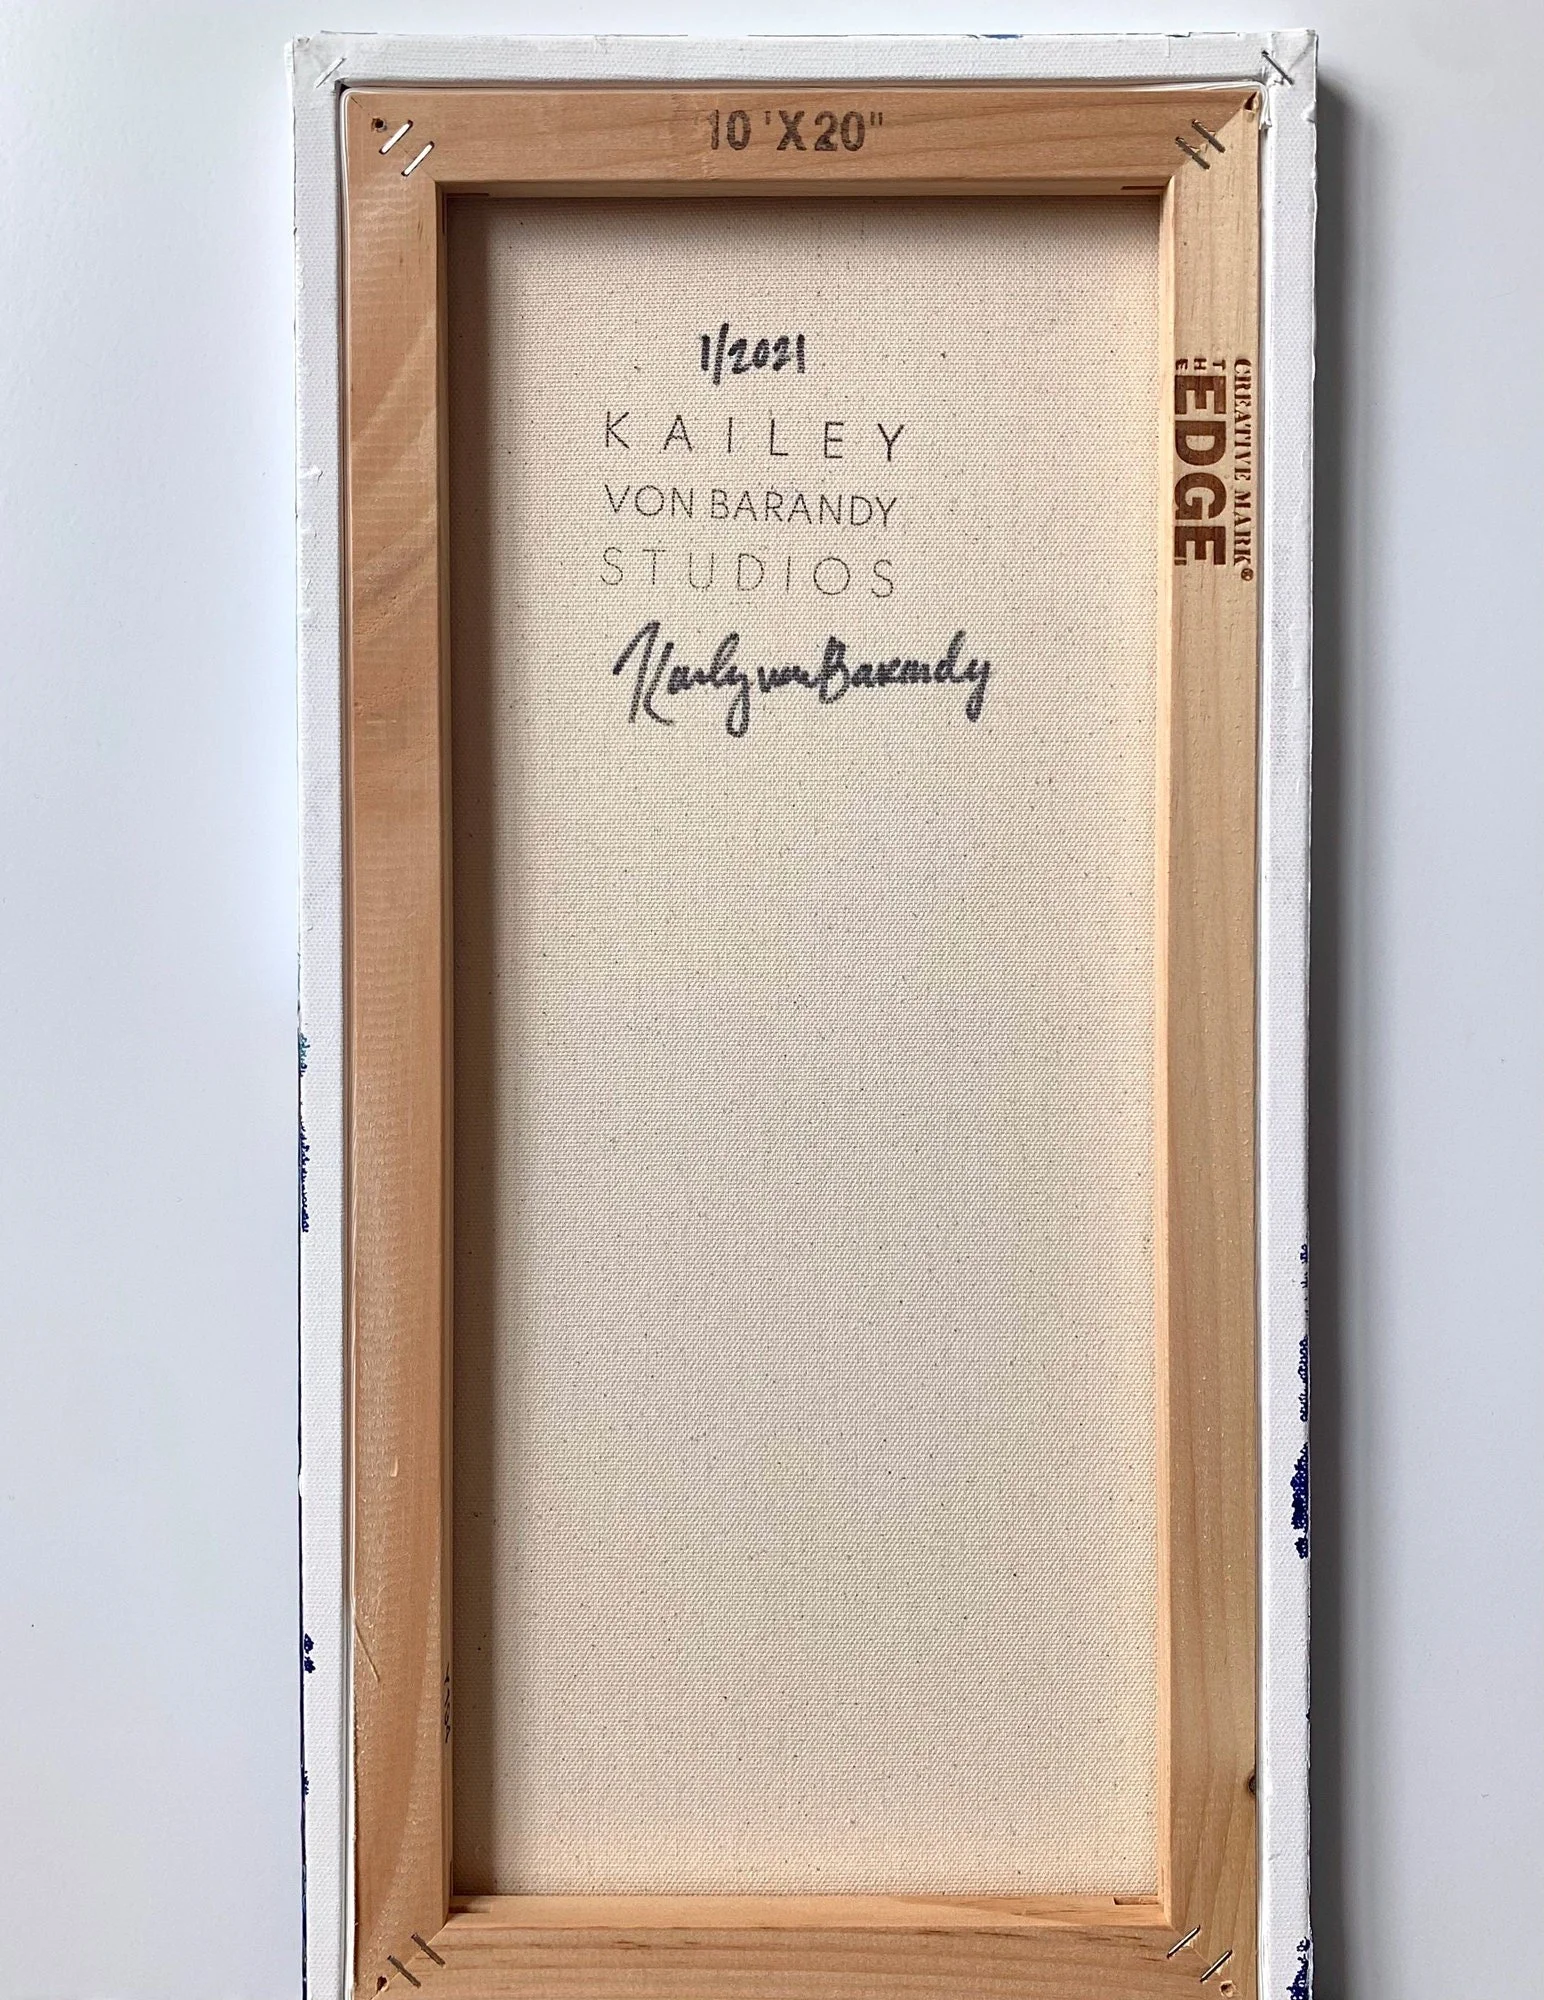 10 'X20"
1/2021
KAILEY
VON BARANDY
STUDIOS
Kailey von Barandy
CREATIVE MARK®
THE EDGE